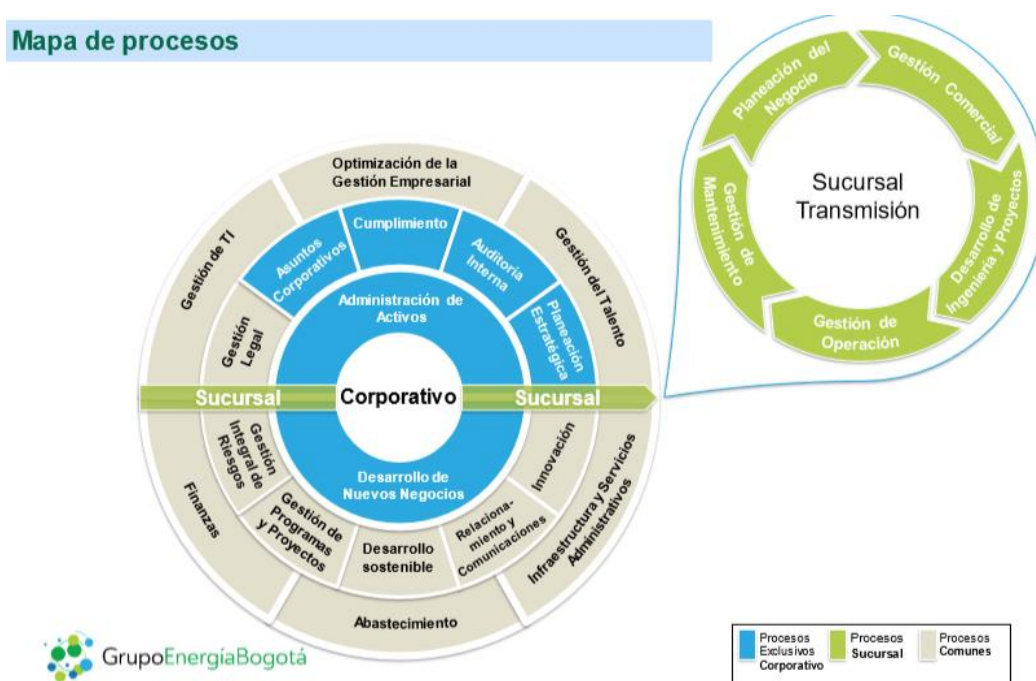 Mapa de procesos
Planeación del
Negocio
Gestión Comercial
Desarrollo de
Ingeniería y Proyectos
Gestión de
Operación
Gestión de
Mantenimiento
Sucursal
Transmisión
Optimización de la
Gestión Empresarial
Gestión de TI
Gestión del Talento
Asuntos
Corporativos
Cumplimiento
Auditoría
Interna
Planeación
Estratégica
Gestión
Legal
Administración de
Activos
Sucursal
Corporativo
Sucursal
Desarrollo de
Nuevos Negocios
Gestión
Integral de
Riesgos
Gestión de
Programas
y Proyectos
Desarrollo
sostenible
Relaciona-
miento y
Comunicaciones
Innovación
Finanzas
Abastecimiento
Infraestructura y Servicios
Administrativos
GrupoEnergíaBogotá
Procesos
Exclusivos
Corporativo
Procesos
Sucursal
Procesos
Comunes